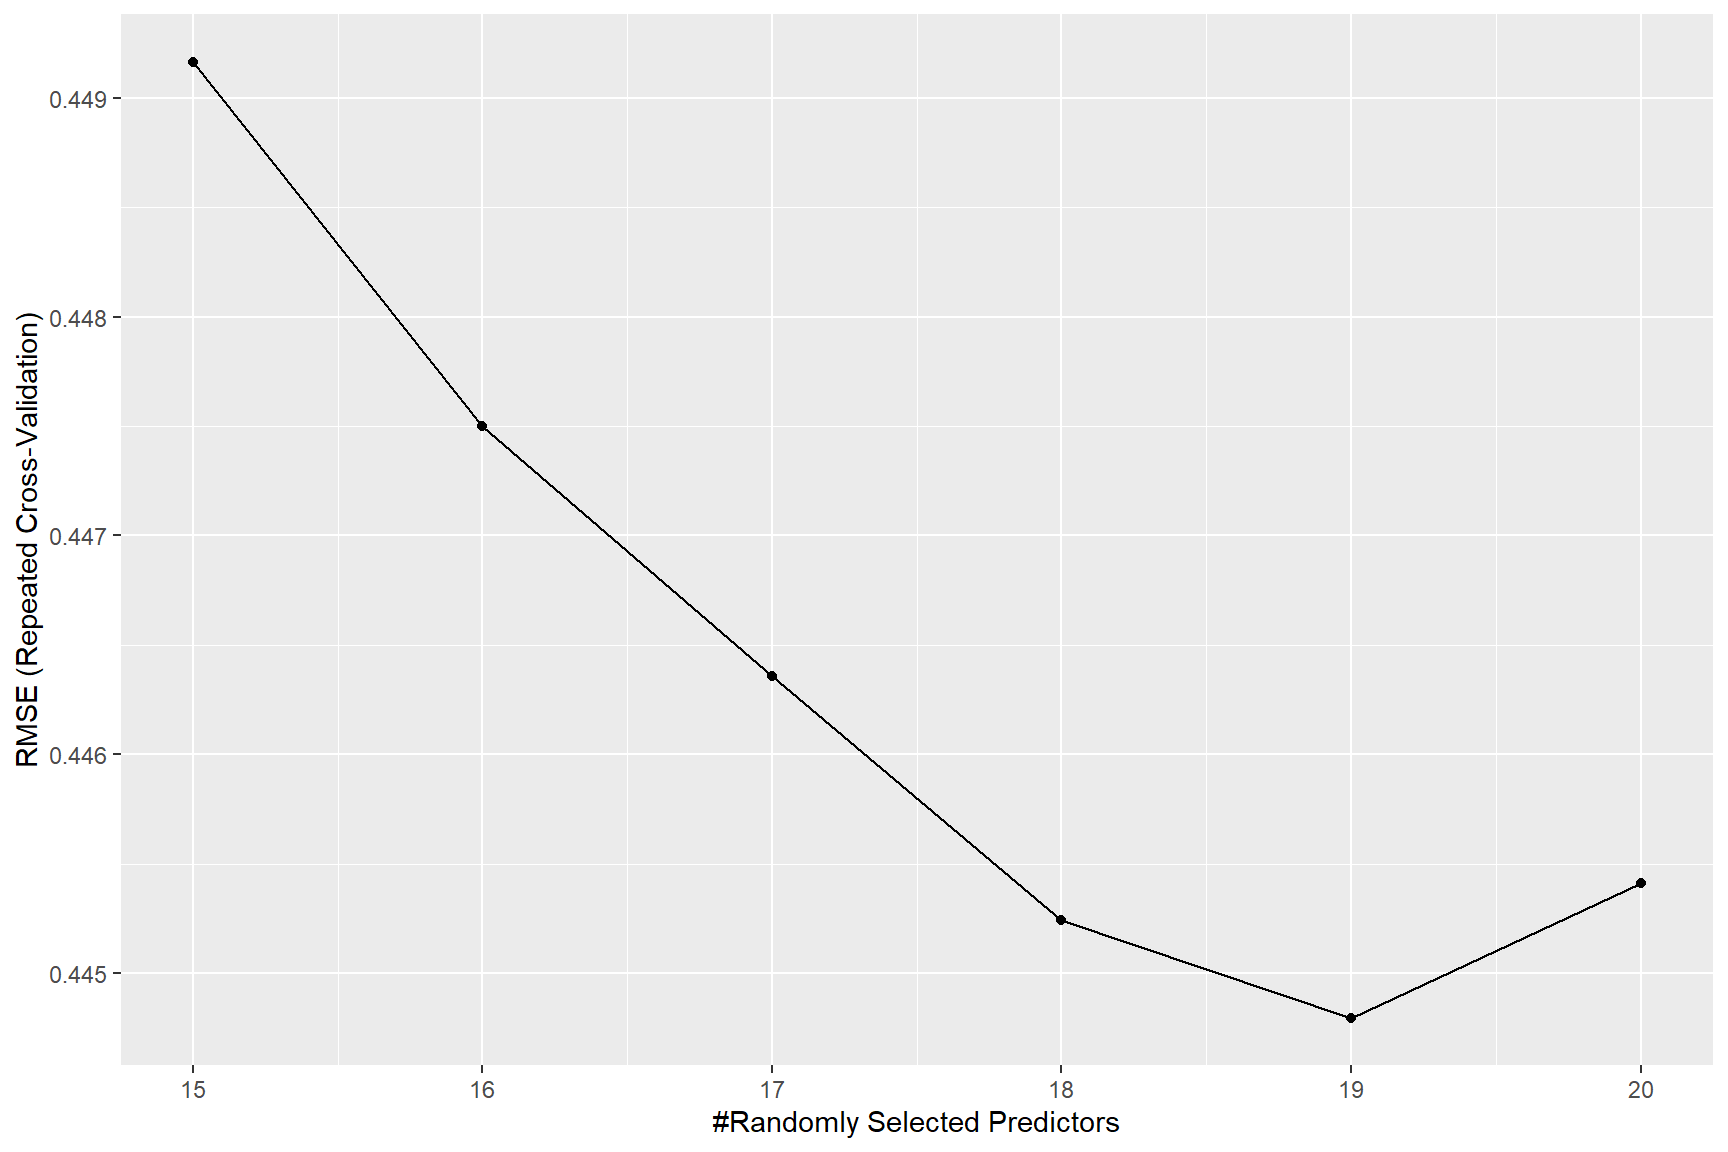 RMSE (Repeated Cross-Validation)
0.449
0.448
0.447
0.446
0.445
15 16 17 18 19 20
#Randomly Selected Predictors